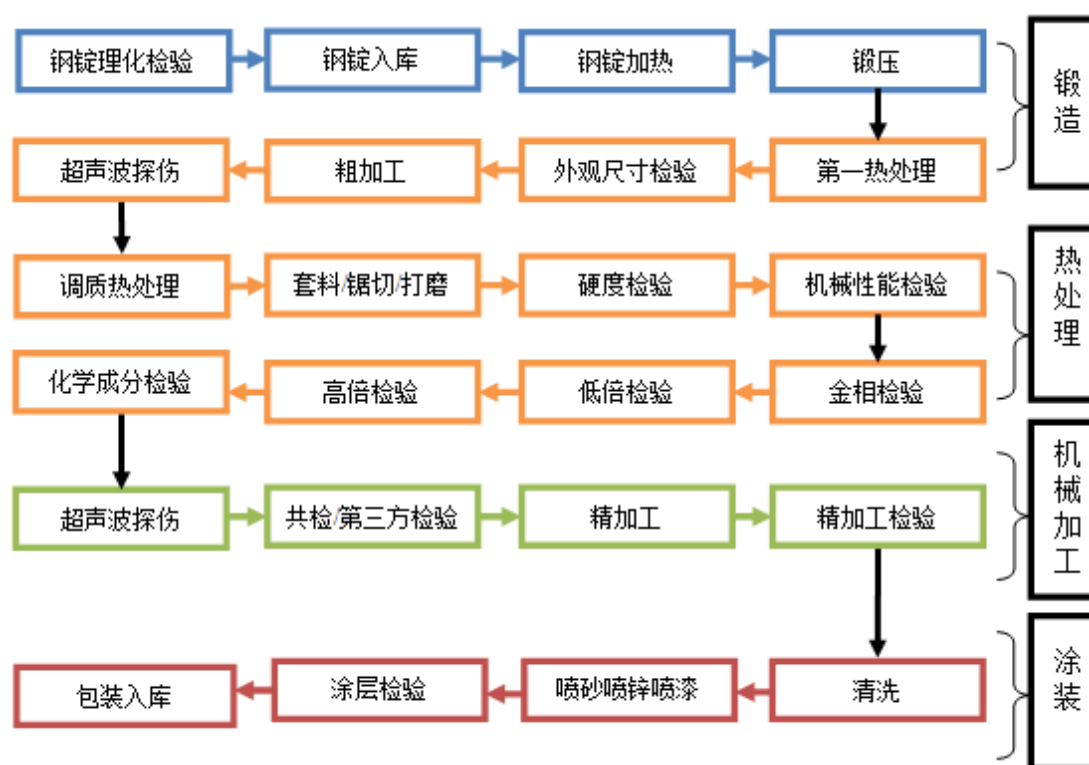 钢锭理化检验
钢锭入库
钢锭加热
锻压
锻造
第一热处理
外观尺寸检验
粗加工
超声波探伤
调质热处理
套料/锯切/打磨
硬度检验
机械性能检验
热处理
金相检验
低倍检验
高倍检验
化学成分检验
超声波探伤
共检/第三方检验
精加工
精加工检验
机械加工
清洗
喷砂喷锌喷漆
涂层检验
包装入库
涂装